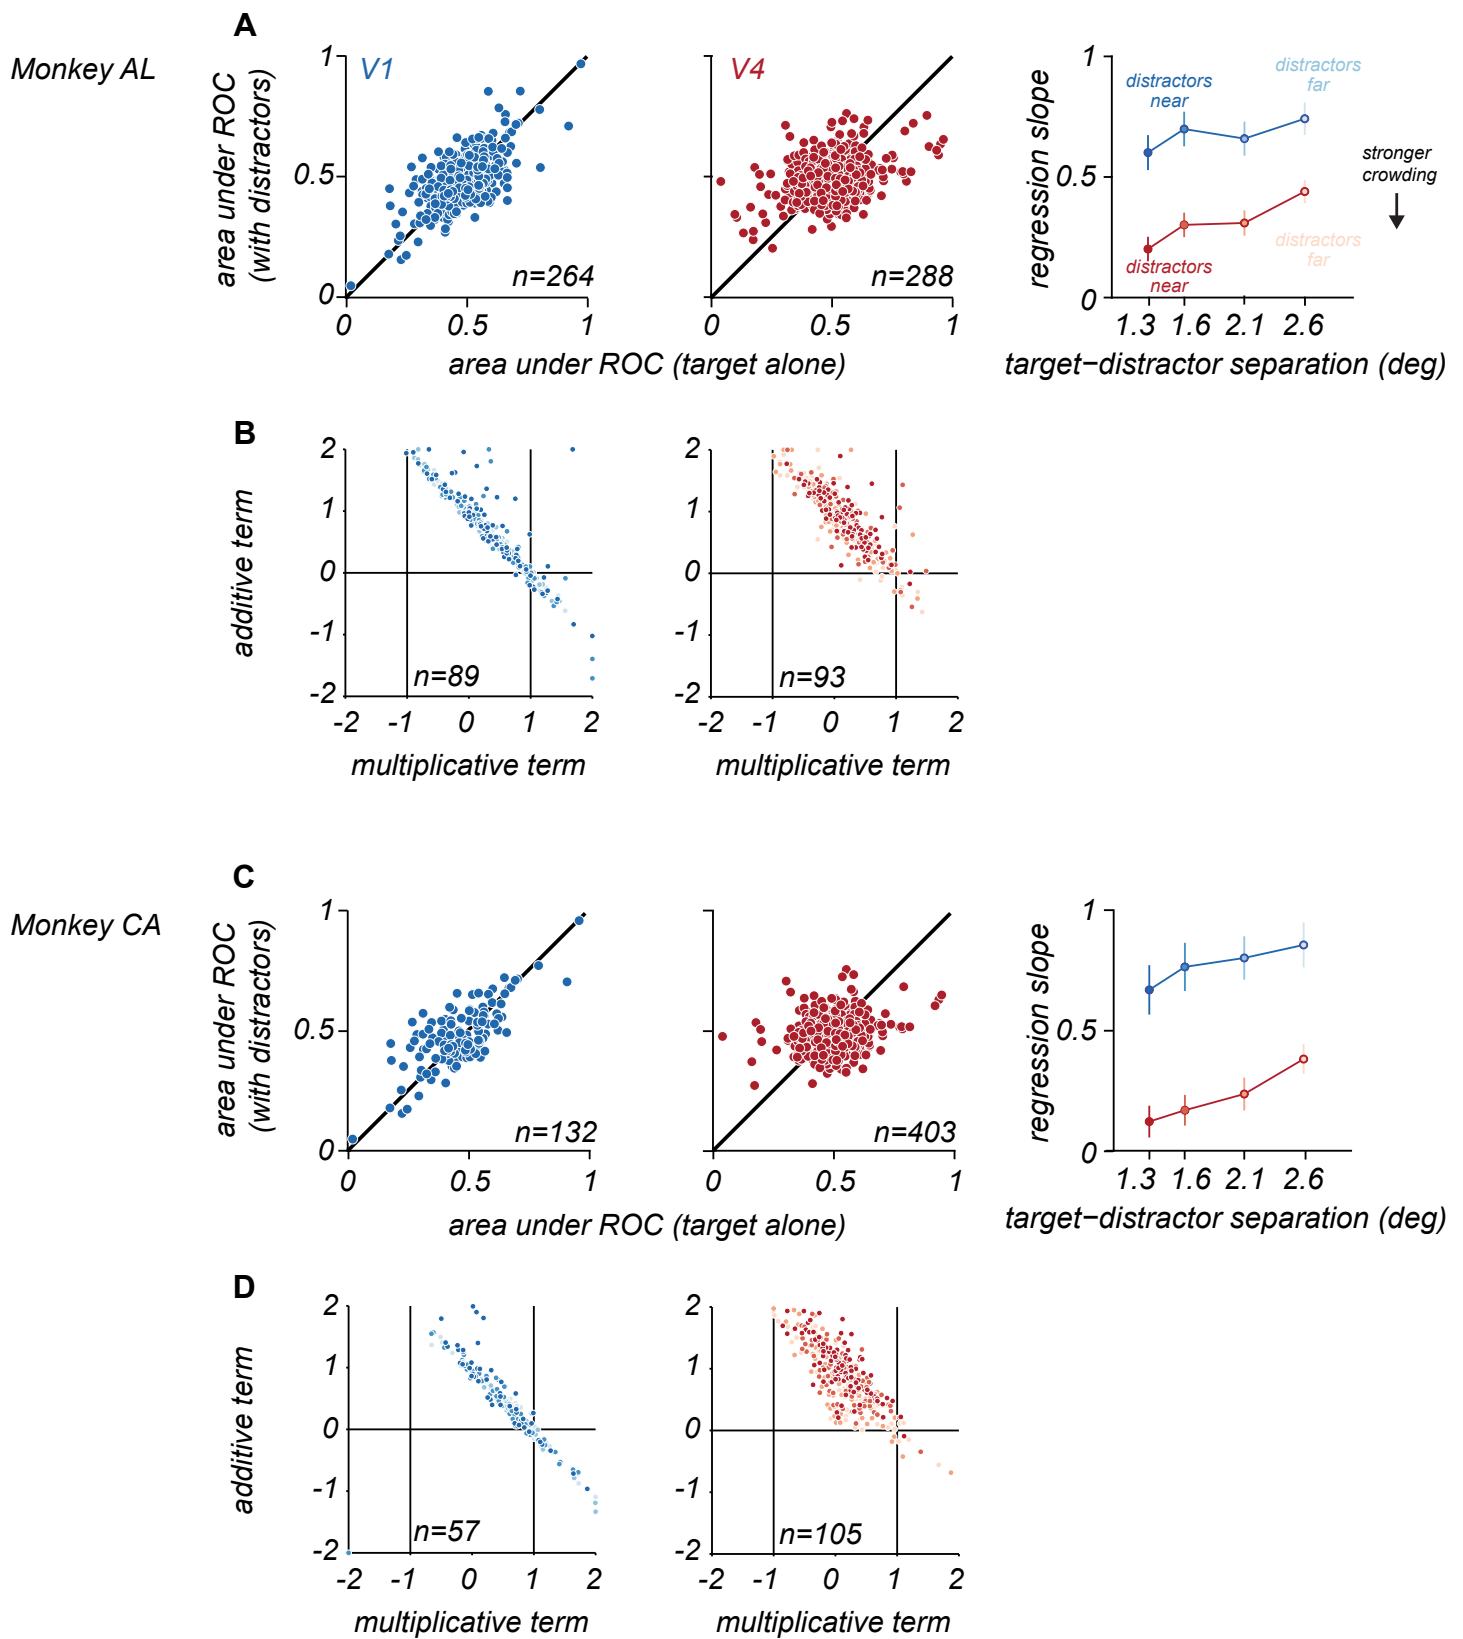 A
Monkey AL
area under ROC
(with distractors)
1
0.5
0
V1
n=264
0
0.5
1
V4
n=288
0
0.5
1
area under ROC (target alone)
regression slope
1
0.5
0
distractors
near
distractors
far
distractors
near
distractors
far
stronger
crowding
1.3
1.6
2.1
2.6
target–distractor separation (deg)
B
additive term
2
1
0
-1
-2
n=89
-2
-1
0
1
2
multiplicative term
2
1
0
-1
-2
n=93
-2
-1
0
1
2
multiplicative term
C
Monkey CA
area under ROC
(with distractors)
1
0.5
0
n=132
0
0.5
1
n=403
0
0.5
1
area under ROC (target alone)
regression slope
1
0.5
0
1.3
1.6
2.1
2.6
target–distractor separation (deg)
D
additive term
2
1
0
-1
-2
n=57
-2
-1
0
1
2
multiplicative term
2
1
0
-1
-2
n=105
-2
-1
0
1
2
multiplicative term